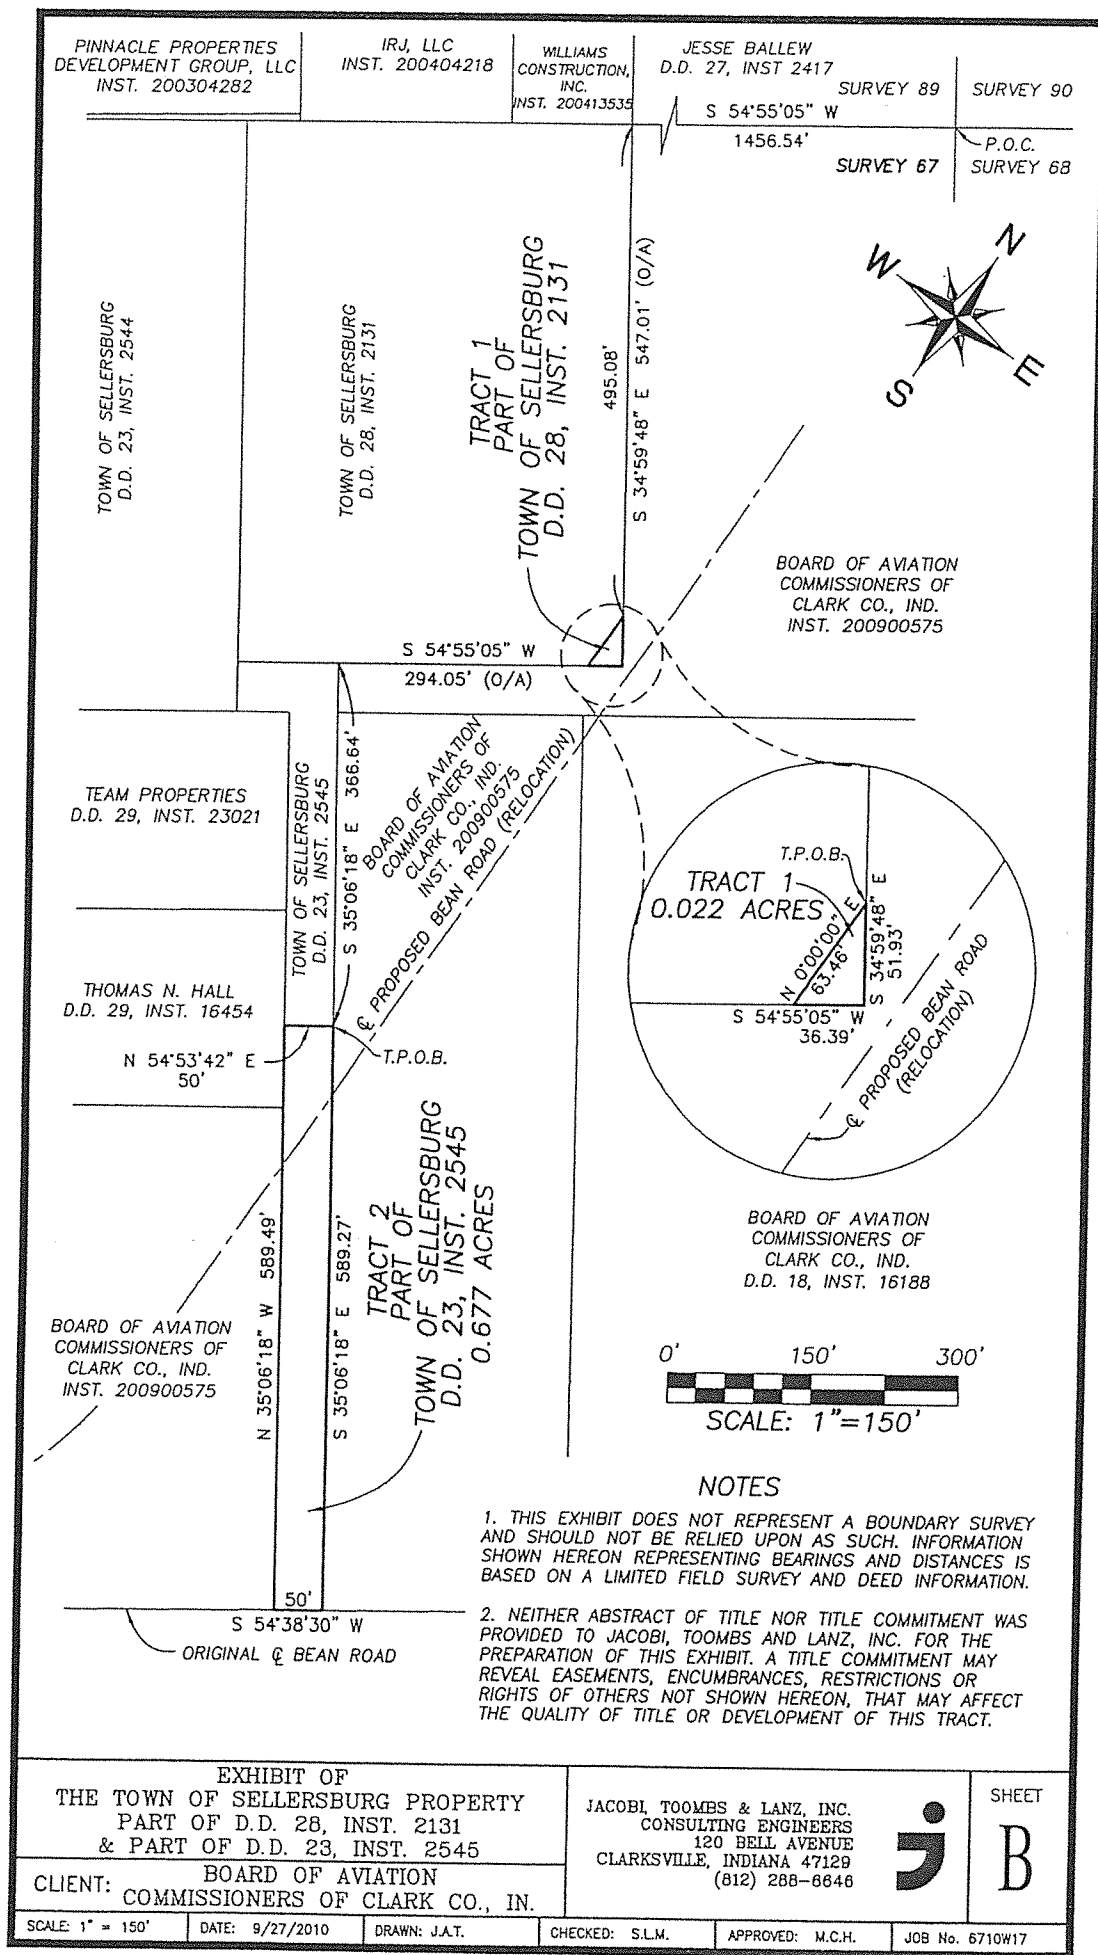 PINNACLE PROPERTIES
DEVELOPMENT GROUP, LLC
INST. 200304282
IRJ, LLC
INST. 200404218
WILLIAMS
CONSTRUCTION,
INC.
INST. 200413535
JESSE BALLEW
D.D. 27, INST 2417
SURVEY 89
SURVEY 90
S 54°55'05" W
1456.54'
P.O.C.
SURVEY 67
SURVEY 68
N
W
E
S
TOWN OF SELLERSBURG
D.D. 23, INST. 2544
TOWN OF SELLERSBURG
D.D. 28, INST. 2131
TRACT 1
PART OF
TOWN OF SELLERSBURG
D.D. 28, INST. 2131
495.08'
S 34°59'48" E 547.01' (O/A)
BOARD OF AVIATION
COMMISSIONERS OF
CLARK CO., IND.
INST. 200900575
S 54°55'05" W
294.05' (O/A)
TEAM PROPERTIES
D.D. 29, INST. 23021
TOWN OF SELLERSBURG
D.D. 23, INST. 2545
S 35°06'18" E 366.64'
BOARD OF AVIATION
COMMISSIONERS OF
CLARK CO., IND.
INST. 200900575
℄ PROPOSED BEAN ROAD (RELOCATION)
T.P.O.B.
TRACT 1
0.022 ACRES
N 0°00'00" E
63.46'
S 34°59'48" E
51.93'
S 54°55'05" W
36.39'
℄ PROPOSED BEAN ROAD
(RELOCATION)
THOMAS N. HALL
D.D. 29, INST. 16454
N 54°53'42" E
50'
T.P.O.B.
TRACT 2
PART OF
TOWN OF SELLERSBURG
D.D. 23, INST. 2545
0.677 ACRES
N 35°06'18" W 589.49'
S 35°06'18" E 589.27'
BOARD OF AVIATION
COMMISSIONERS OF
CLARK CO., IND.
D.D. 18, INST. 16188
BOARD OF AVIATION
COMMISSIONERS OF
CLARK CO., IND.
INST. 200900575
0' 150' 300'
SCALE: 1"=150'
50'
S 54°38'30" W
ORIGINAL ℄ BEAN ROAD
NOTES
1. THIS EXHIBIT DOES NOT REPRESENT A BOUNDARY SURVEY
AND SHOULD NOT BE RELIED UPON AS SUCH. INFORMATION
SHOWN HEREON REPRESENTING BEARINGS AND DISTANCES IS
BASED ON A LIMITED FIELD SURVEY AND DEED INFORMATION.
2. NEITHER ABSTRACT OF TITLE NOR TITLE COMMITMENT WAS
PROVIDED TO JACOBI, TOOMBS AND LANZ, INC. FOR THE
PREPARATION OF THIS EXHIBIT. A TITLE COMMITMENT MAY
REVEAL EASEMENTS, ENCUMBRANCES, RESTRICTIONS OR
RIGHTS OF OTHERS NOT SHOWN HEREON, THAT MAY AFFECT
THE QUALITY OF TITLE OR DEVELOPMENT OF THIS TRACT.
EXHIBIT OF
THE TOWN OF SELLERSBURG PROPERTY
PART OF D.D. 28, INST. 2131
& PART OF D.D. 23, INST. 2545
CLIENT: BOARD OF AVIATION
COMMISSIONERS OF CLARK CO., IN.
JACOBI, TOOMBS & LANZ, INC.
CONSULTING ENGINEERS
120 BELL AVENUE
CLARKSVILLE, INDIANA 47129
(812) 288-6646
SHEET
B
SCALE: 1" = 150'
DATE: 9/27/2010
DRAWN: J.A.T.
CHECKED: S.L.M.
APPROVED: M.C.H.
JOB No. 6710W17